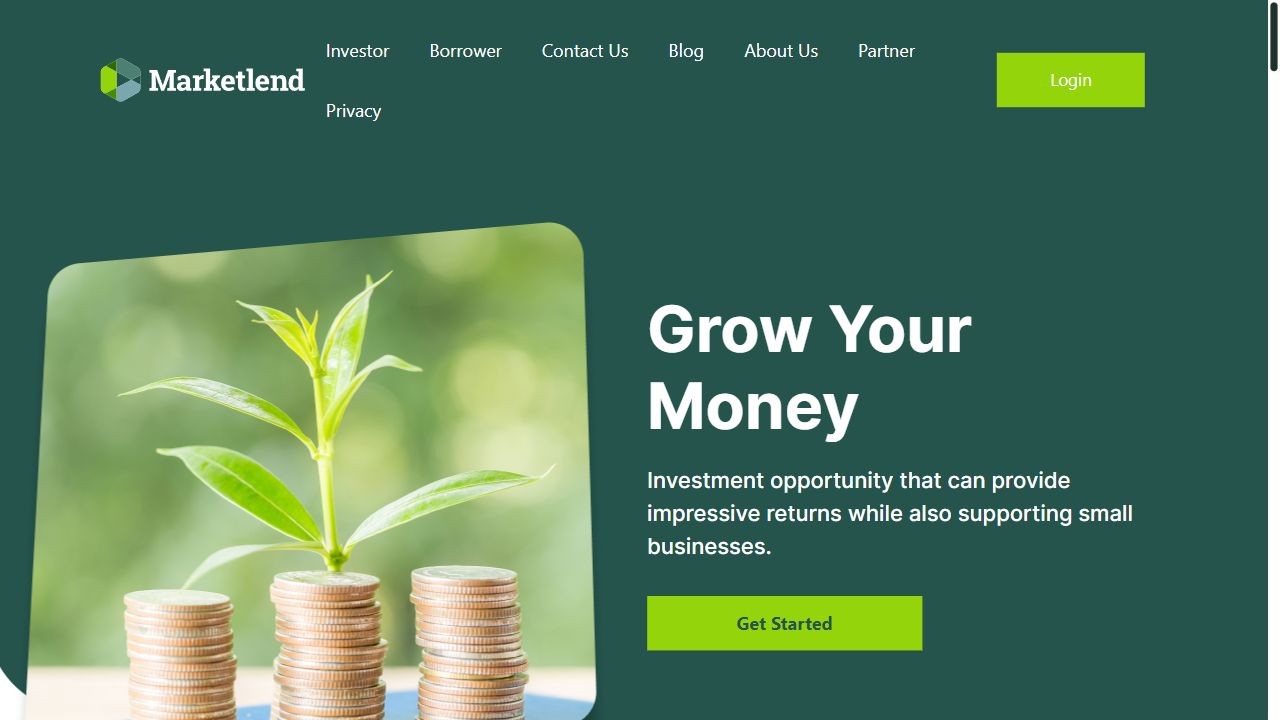 Marketlend
Investor Borrower Contact Us Blog About Us Partner
Privacy
Login
Grow Your
Money
Investment opportunity that can provide
impressive returns while also supporting small
businesses.
Get Started